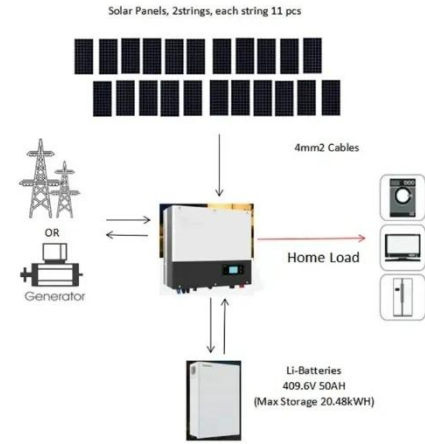 Solar Panels, 2strings, each string 11 pcs
4mm2 Cables
OR
Home Load
Generator
Li-Batteries
409.6V 50AH
(Max Storage 20.48kWH)